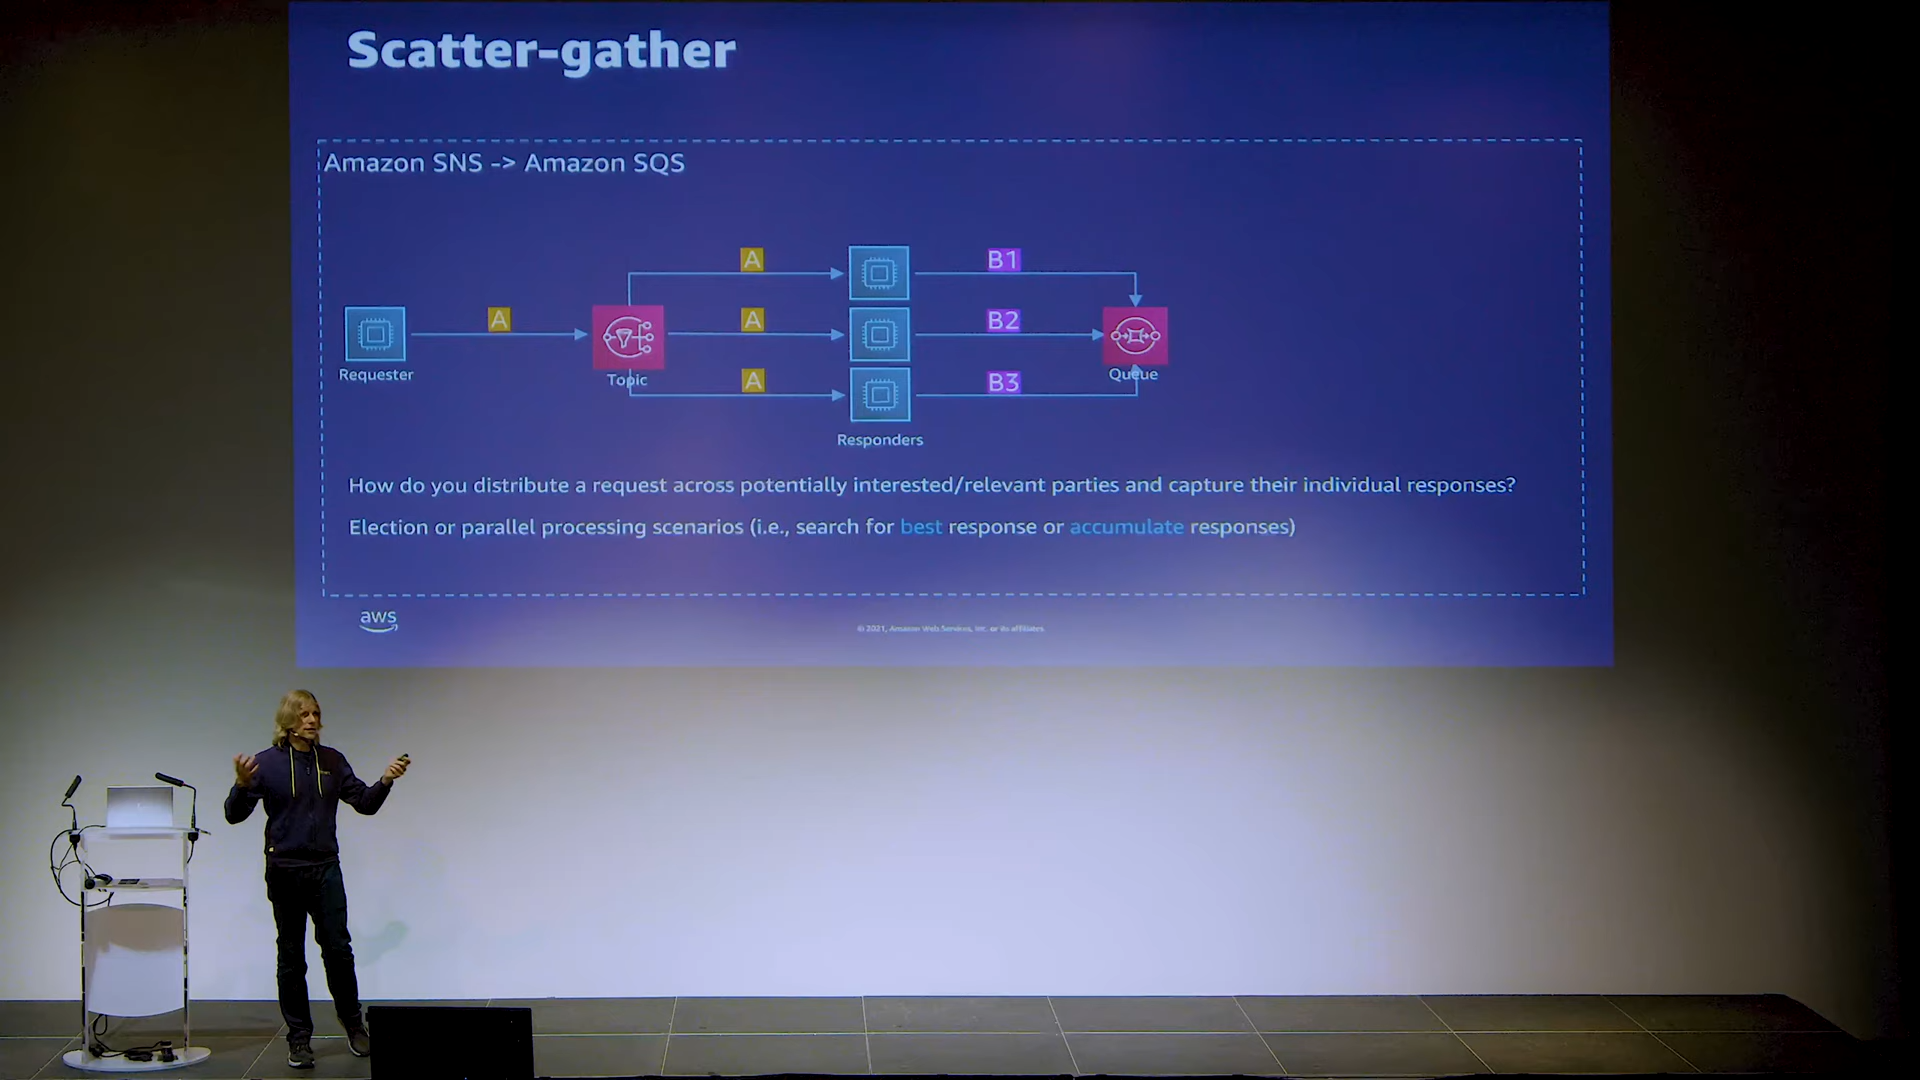 Scatter-gather
Amazon SNS -> Amazon SQS
A
B1
A
A
B2
Requester
Topic
A
B3
Queue
Responders
How do you distribute a request across potentially interested/relevant parties and capture their individual responses?
Election or parallel processing scenarios (i.e., search for best response or accumulate responses)
aws
© 2021, Amazon Web Services, Inc. or its affiliates.